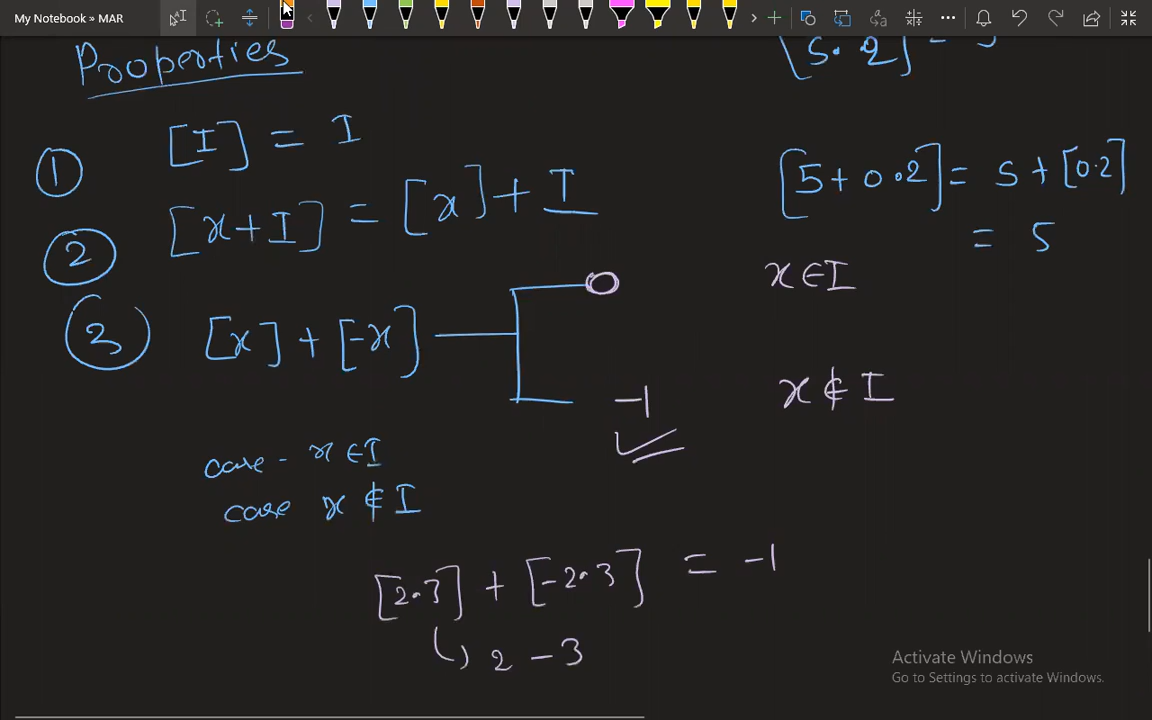 My Notebook » MAR
Properties
[5.2] = 5
① [I] = I
② [x+I] = [x] + I
[5+0.2] = 5 + [0.2]
= 5
③ [x] + [-x]
0 x∈I
-1 x∉I
case - x∈I
case x∉I
[2.3] + [-2.3] = -1
↳ 2 - 3
Activate Windows
Go to Settings to activate Windows.